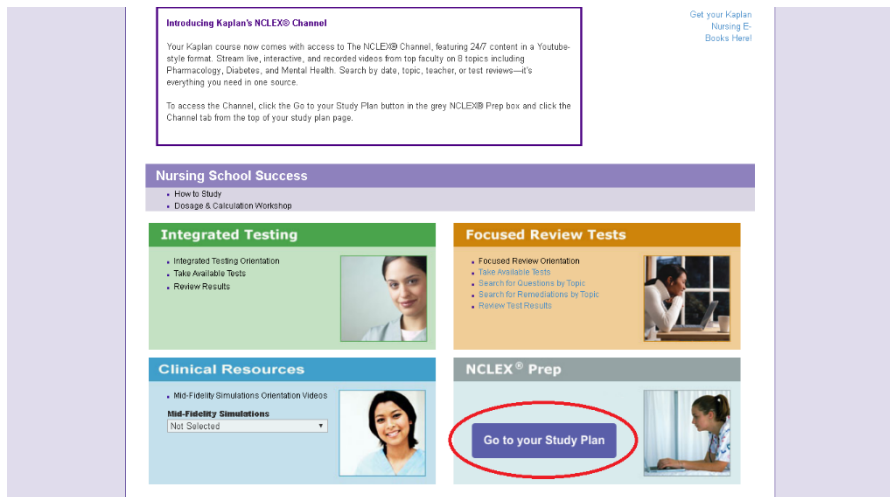 Introducing Kaplan's NCLEX® Channel
Get your Kaplan
Nursing E-
Books Here!
Your Kaplan course now comes with access to The NCLEX® Channel, featuring 24/7 content in a Youtube-
style format. Stream live, interactive, and recorded videos from top faculty on 8 topics including
Pharmacology, Diabetes, and Mental Health. Search by date, topic, teacher, or test reviews—it's
everything you need in one source.
To access the Channel, click the Go to your Study Plan button in the grey NCLEX® Prep box and click the
Channel tab from the top of your study plan page.
Nursing School Success
• How to Study
• Dosage & Calculation Workshop
Integrated Testing
• Integrated Testing Orientation
• Take Available Tests
• Review Results
Focused Review Tests
• Focused Review Orientation
• Take Available Tests
• Search for Questions by Topic
• Search for Remediations by Topic
• Review Test Results
Clinical Resources
• Mid-Fidelity Simulations Orientation Videos
Mid-Fidelity Simulations
Not Selected
NCLEX® Prep
Go to your Study Plan